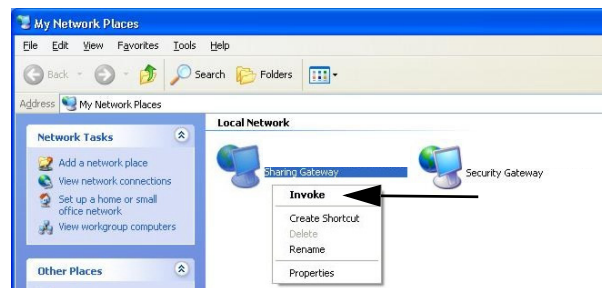 My Network Places
File Edit View Favorites Tools Help
Back Search Folders
Address My Network Places
Network Tasks
Add a network place
View network connections
Set up a home or small
office network
View workgroup computers
Other Places
Local Network
Sharing Gateway
Security Gateway
Invoke
Create Shortcut
Delete
Rename
Properties